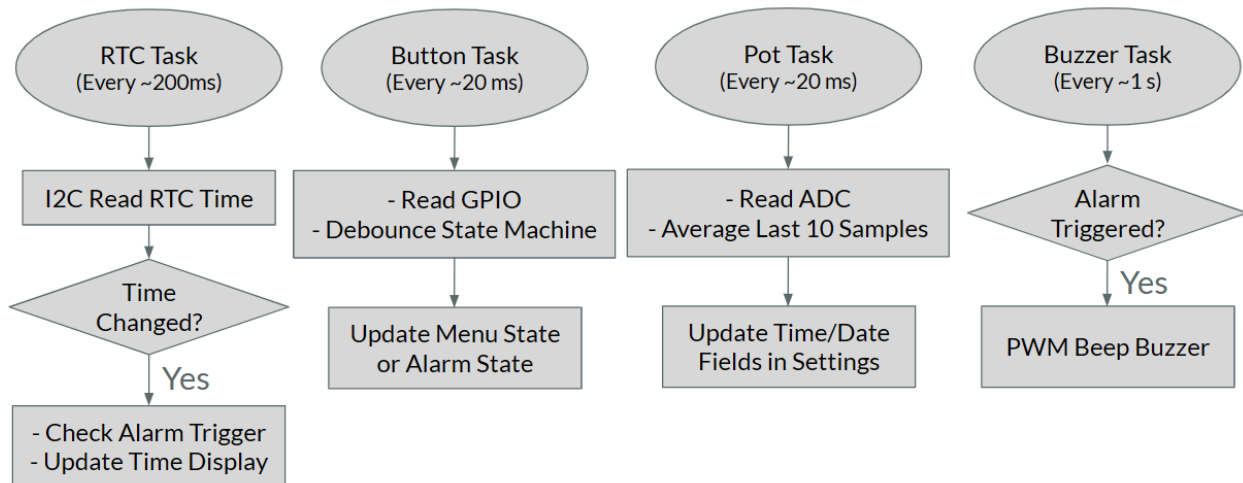 RTC Task
(Every ~200ms)
I2C Read RTC Time
Time
Changed?
Yes
- Check Alarm Trigger
- Update Time Display
Button Task
(Every ~20 ms)
- Read GPIO
- Debounce State Machine
Update Menu State
or Alarm State
Pot Task
(Every ~20 ms)
- Read ADC
- Average Last 10 Samples
Update Time/Date
Fields in Settings
Buzzer Task
(Every ~1 s)
Alarm
Triggered?
Yes
PWM Beep Buzzer